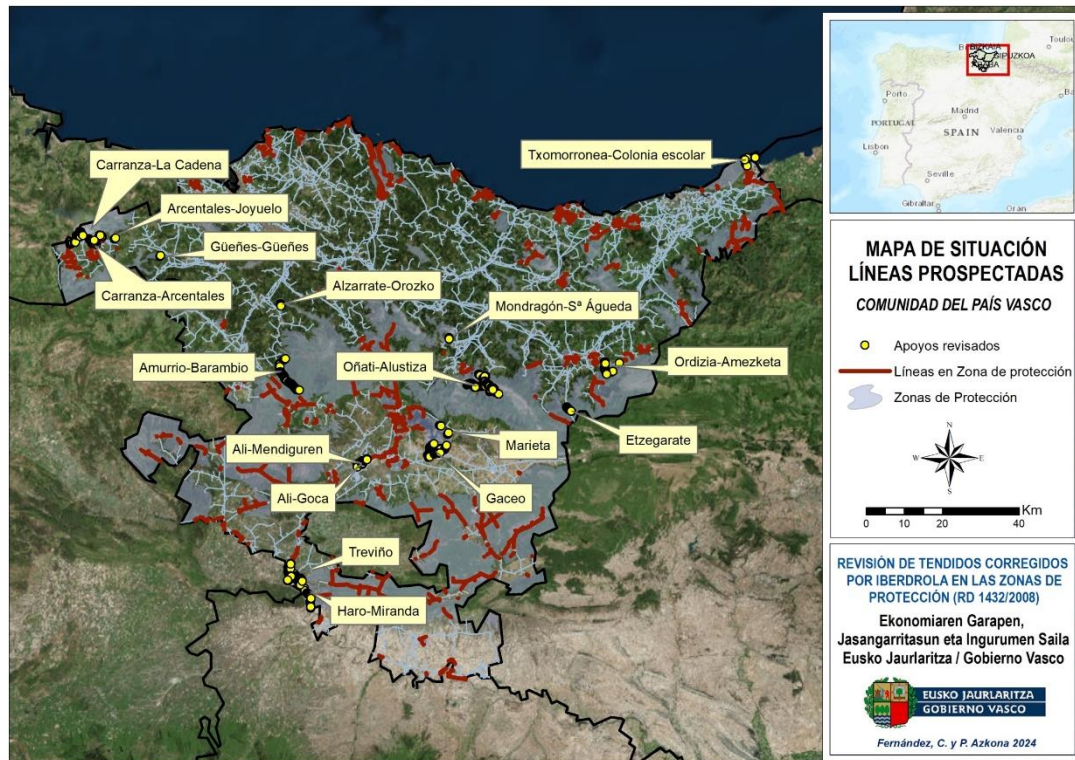 Carranza-La Cadena
Txomorronea-Colonia escolar
Arcentales-Joyuelo
Güeñes-Güeñes
Carranza-Arcentales
Alzarrate-Orozko
Mondragón-Sª Águeda
Amurrio-Barambio
Oñati-Alustiza
Ordizia-Amezketa
Ali-Mendiguren
Marieta
Etzegarate
Ali-Goca
Gaceo
Treviño
Haro-Miranda
BIZKAIA
GIPUZKOA
Porto
PORTUGAL
Madrid
SPAIN
Lisbon
Valencia
Seville
Gibraltar
Oran
MAPA DE SITUACIÓN
LÍNEAS PROSPECTADAS
COMUNIDAD DEL PAÍS VASCO
Apoyos revisados
Líneas en Zona de protección
Zonas de Protección
N
W E
S
Km
0 5 10 20 40
REVISIÓN DE TENDIDOS CORREGIDOS
POR IBERDROLA EN LAS ZONAS DE
PROTECCIÓN (RD 1432/2008)
Ekonomiaren Garapen,
Jasangarritasun eta Ingurumen Saila
Eusko Jaurlaritza / Gobierno Vasco
EUSKO JAURLARITZA
GOBIERNO VASCO
Fernández, C. y P. Azkona 2024